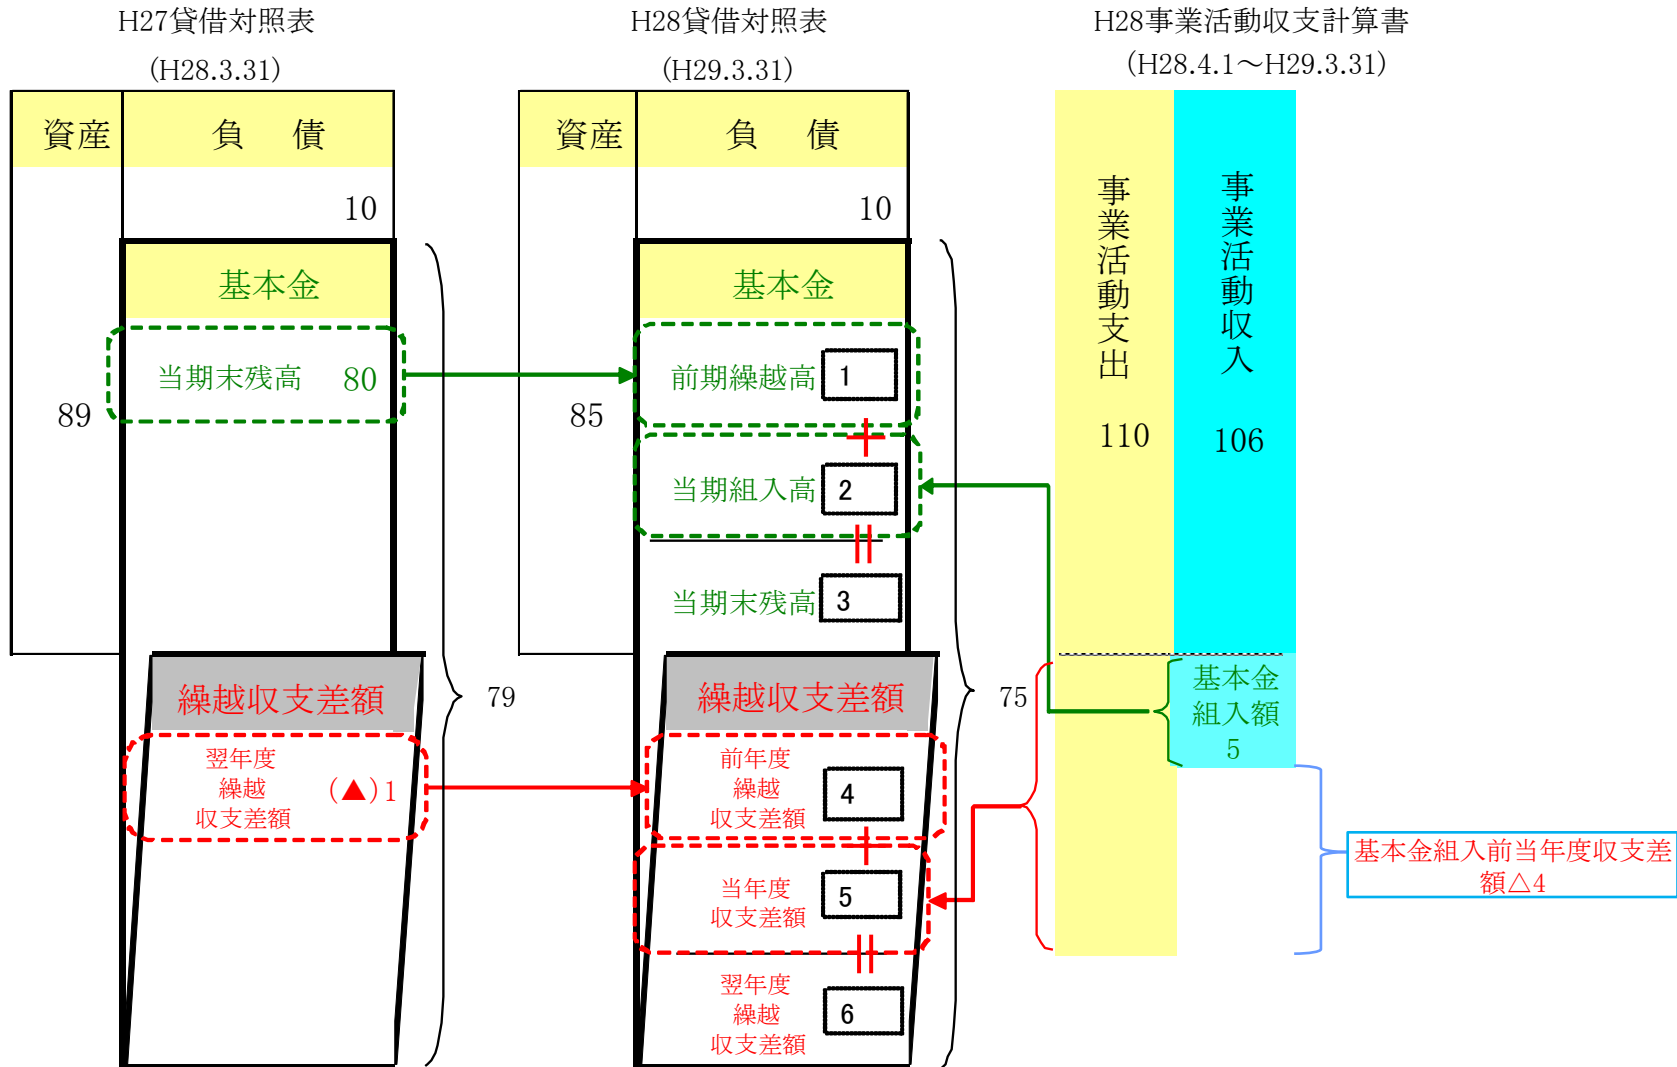 H27貸借対照表
(H28.3.31)
資産
負　債
10
基本金
当期末残高 80
89
繰越収支差額
翌年度
繰越
収支差額
(▲)1
79
H28貸借対照表
(H29.3.31)
資産
負　債
10
基本金
前期繰越高 1
85
＋
当期組入高 2
||
当期末残高 3
繰越収支差額
前年度
繰越
収支差額
4
＋
当年度
収支差額
5
||
翌年度
繰越
収支差額
6
75
H28事業活動収支計算書
(H28.4.1～H29.3.31)
事業活動支出
110
事業活動収入
106
基本金
組入額
5
基本金組入前当年度収支差
額△4